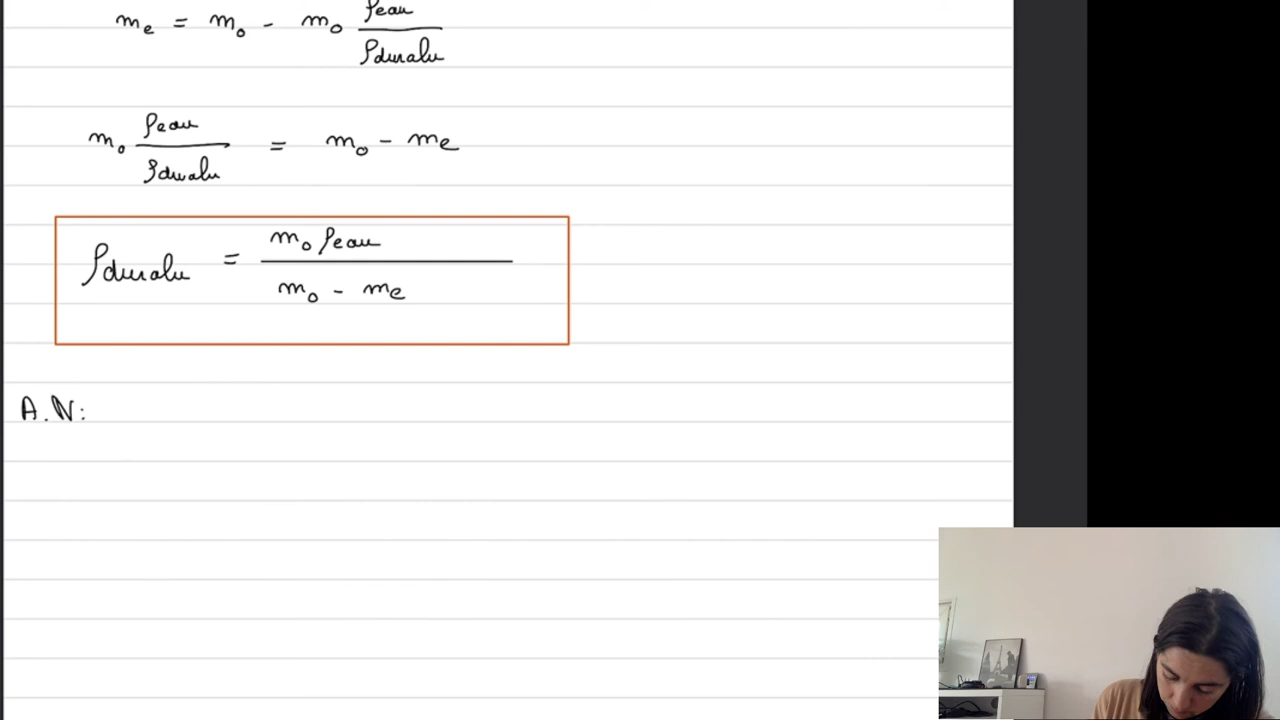 me = m₀ - m₀ ρeau/ρduralu
m₀ ρeau/ρduralu = m₀ - me
ρduralu = m₀ ρeau/(m₀ - me)
A.N: